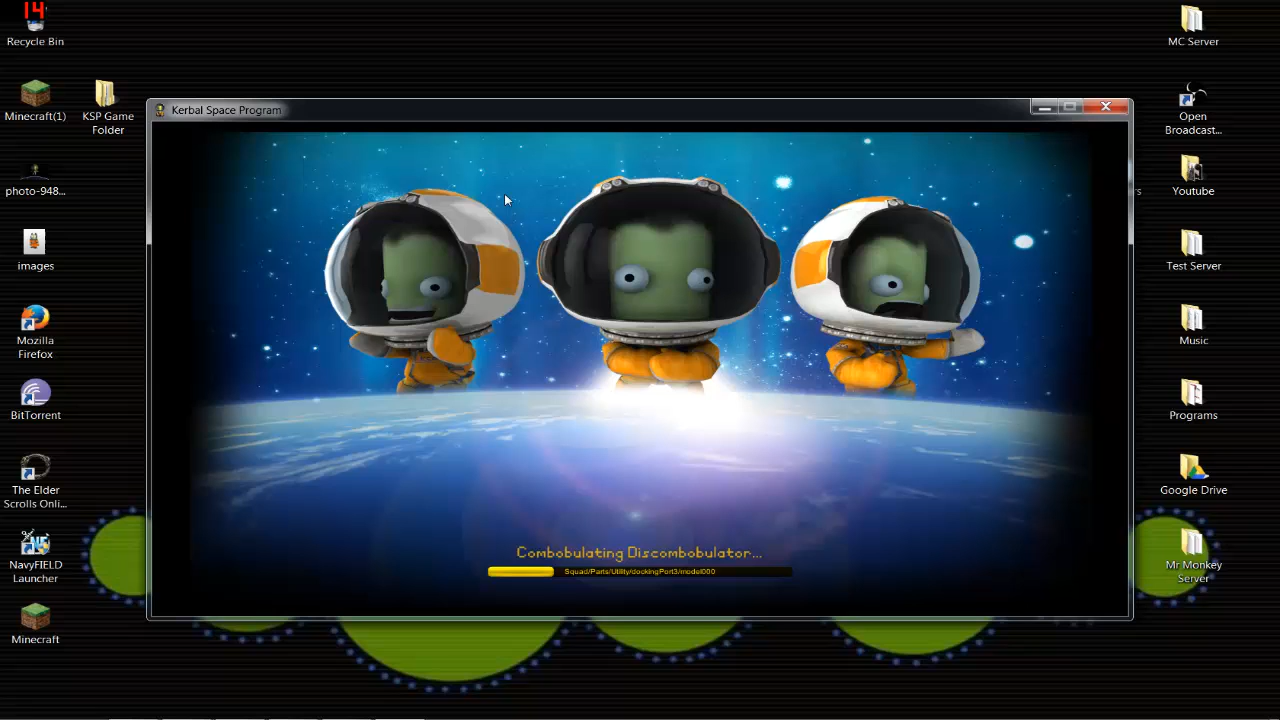 14
Recycle Bin
Minecraft(1)
KSP Game
Folder
photo-948...
images
Mozilla
Firefox
BitTorrent
The Elder
Scrolls Onli...
NavyFIELD
Launcher
Minecraft
Kerbal Space Program
Combobulating Discombobulator...
Squad/Parts/Utility/dockingPort3/model000
MC Server
Open
Broadcast...
Youtube
Test Server
Music
Programs
Google Drive
Mr Monkey
Server